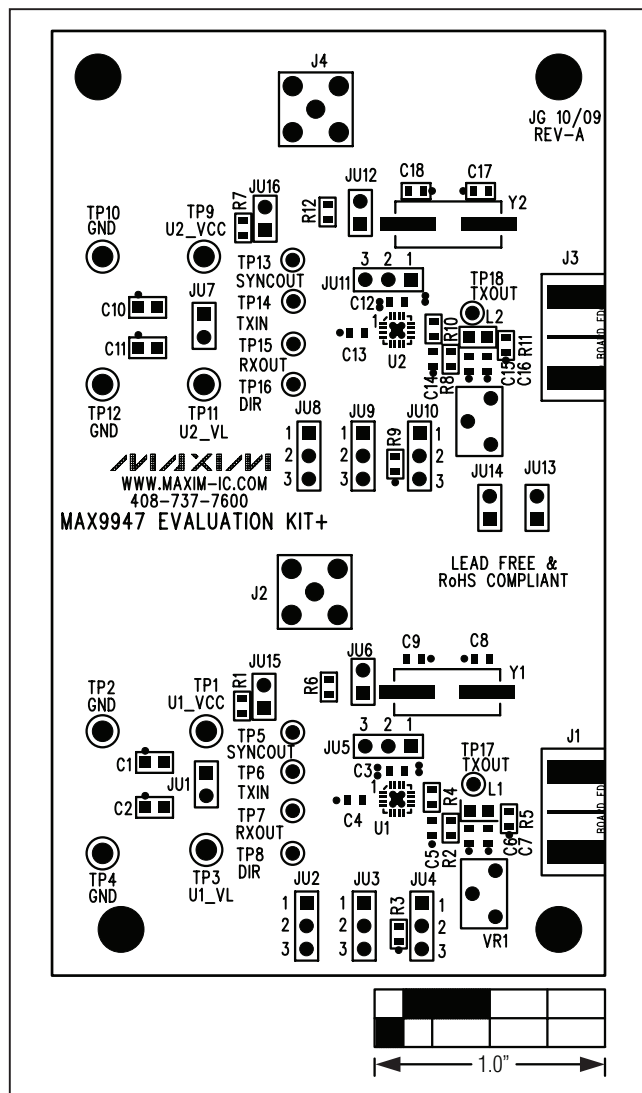 J4
JG 10/09
REV-A
C18
C17
JU12
JU16
R7
R12
Y2
TP10
GND
TP9
U2_VCC
J3
TP13
SYNCOUT
3 2 1
JU11
TP18
TXOUT
TP14
TXIN
C12
L2
JU7
C10
1
R10
R11
C13
U2
TP15
RXOUT
C11
C14
R8
C15
C16
BOARD ED
TP16
DIR
TP12
GND
TP11
U2_VL
JU8
JU9
JU10
1
2
3
1
2
3
R9
1
2
3
MAXIM
WWW.MAXIM-IC.COM
408-737-7600
MAX9947 EVALUATION KIT+
JU14
JU13
LEAD FREE &
RoHS COMPLIANT
J2
C9
C8
JU6
JU15
R1
R6
Y1
TP2
GND
TP1
U1_VCC
J1
TP5
SYNCOUT
3 2 1
JU5
TP17
TXOUT
C1
TP6
TXIN
C3
L1
JU1
1
R4
R5
C2
C4
U1
TP7
RXOUT
C5
R2
C6
C7
BOARD ED
TP8
DIR
TP4
GND
TP3
U1_VL
JU2
JU3
JU4
1
2
3
1
2
3
R3
1
2
3
VR1
1.0"